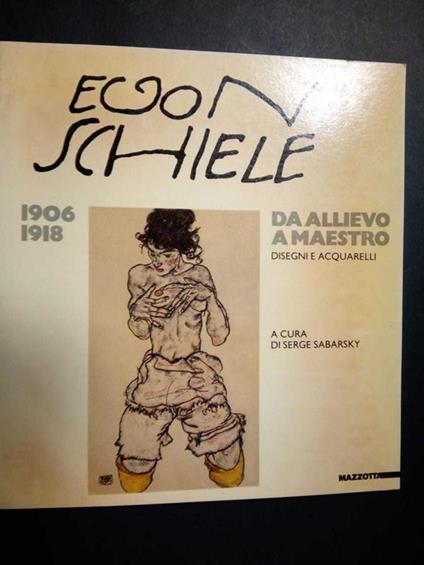 EGON
SCHIELE
1906
1918
DA ALLIEVO
A MAESTRO
DISEGNI E ACQUARELLI
A CURA
DI SERGE SABARSKY
MAZZOTTA